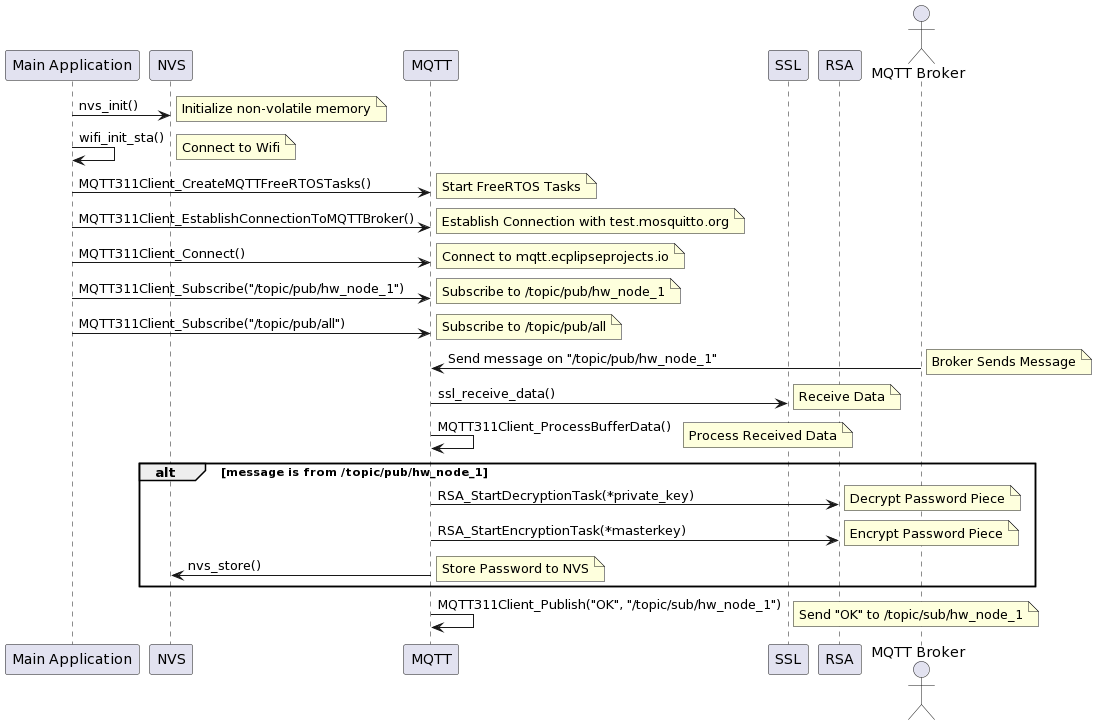 MQTT Broker
Main Application
NVS
MQTT
SSL
RSA
nvs_init()
Initialize non-volatile memory
wifi_init_sta()
Connect to Wifi
MQTT311Client_CreateMQTTFreeRTOSTasks()
Start FreeRTOS Tasks
MQTT311Client_EstablishConnectionToMQTTBroker()
Establish Connection with test.mosquitto.org
MQTT311Client_Connect()
Connect to mqtt.ecplipseprojects.io
MQTT311Client_Subscribe("/topic/pub/hw_node_1")
Subscribe to /topic/pub/hw_node_1
MQTT311Client_Subscribe("/topic/pub/all")
Subscribe to /topic/pub/all
Send message on "/topic/pub/hw_node_1"
Broker Sends Message
ssl_receive_data()
Receive Data
MQTT311Client_ProcessBufferData()
Process Received Data
alt
[message is from /topic/pub/hw_node_1]
RSA_StartDecryptionTask(*private_key)
Decrypt Password Piece
RSA_StartEncryptionTask(*masterkey)
Encrypt Password Piece
nvs_store()
Store Password to NVS
MQTT311Client_Publish("OK", "/topic/sub/hw_node_1")
Send "OK" to /topic/sub/hw_node_1
Main Application
NVS
MQTT
SSL
RSA
MQTT Broker